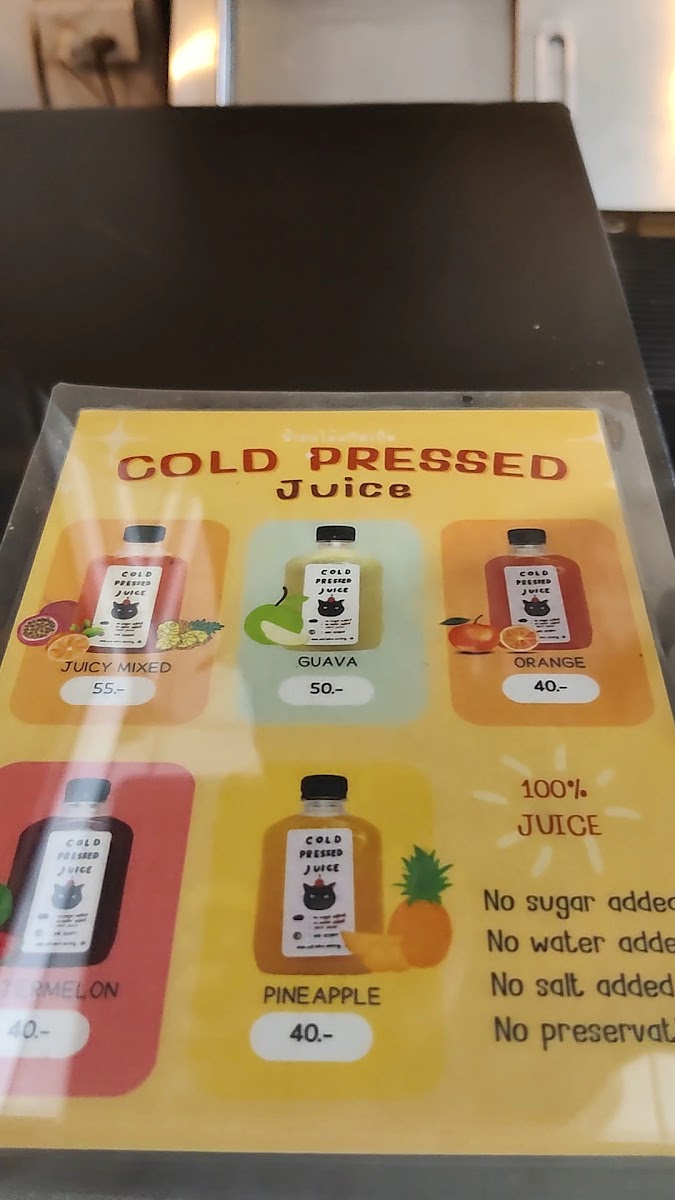 COLD PRESSED
Juice
COLD
PRESSED
JUICE
JUICY MIXED
55.-
COLD
PRESSED
JUICE
GUAVA
50.-
COLD
PRESSED
JUICE
ORANGE
40.-
COLD
PRESSED
JUICE
TERMELON
40.-
COLD
PRESSED
JUICE
PINEAPPLE
40.-
100%
JUICE
No sugar added
No water adde
No salt added
No preservat